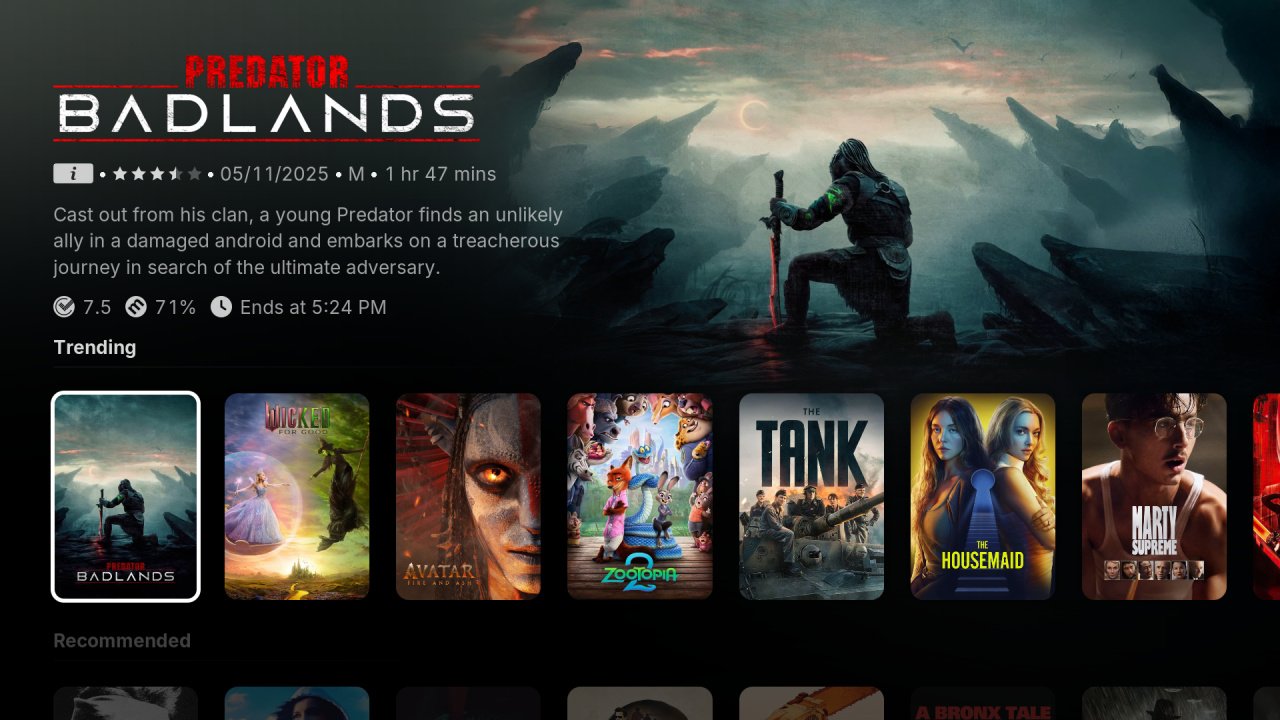 PREDATOR
BADLANDS
i • 05/11/2025 • M • 1 hr 47 mins
Cast out from his clan, a young Predator finds an unlikely
ally in a damaged android and embarks on a treacherous
journey in search of the ultimate adversary.
7.5 71% Ends at 5:24 PM
Trending
PREDATOR
BADLANDS
WICKED
FOR GOOD
AVATAR
FIRE AND ASH
ZOOTOPIA
2
THE
TANK
THE
HOUSEMAID
MARTY
SUPREME
Recommended
A BRONX TALE